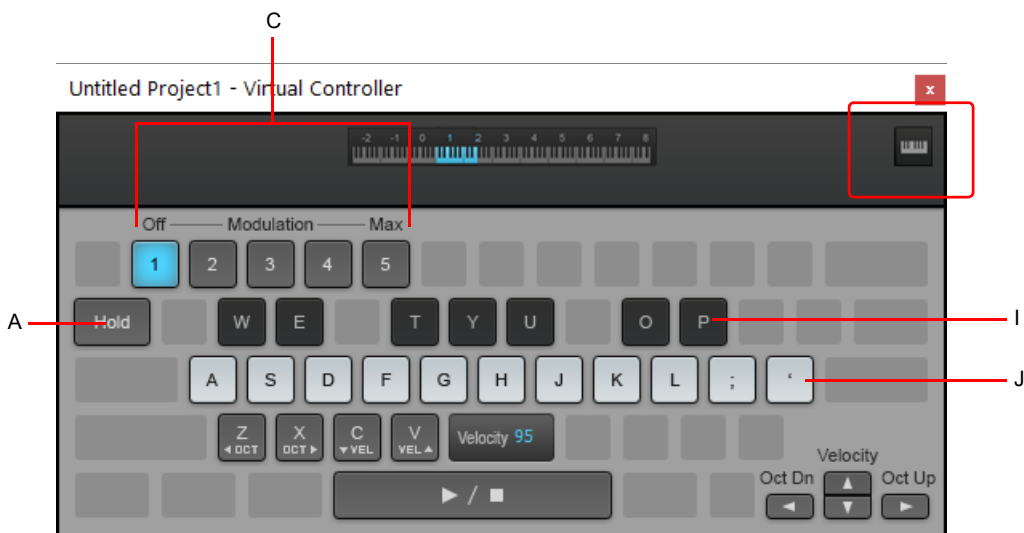 C
Untitled Project1 - Virtual Controller
x
-2 -1 0 1 2 3 4 5 6 7 8
Off Modulation Max
1 2 3 4 5
A
Hold W E T Y U O P
I
A S D F G H J K L ; ‘
J
Z X C V
◄ OCT OCT ► ▼ VEL VEL ▲
Velocity 95
Velocity
Oct Dn Oct Up
► / ■